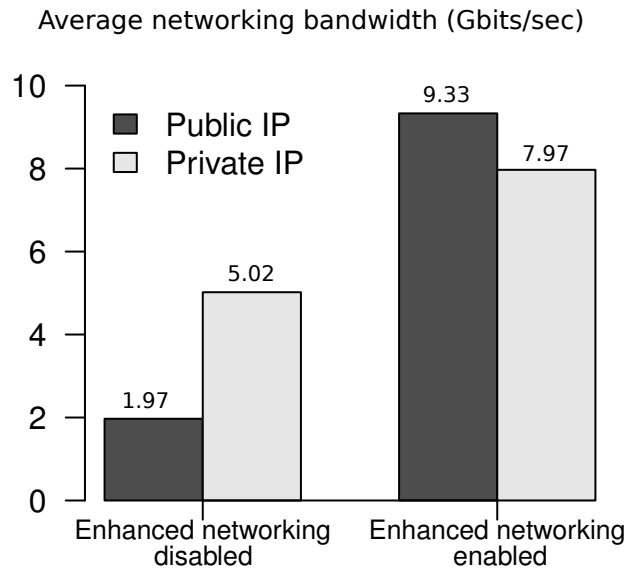 Average networking bandwidth (Gbits/sec)
10
8
6
4
2
0
Public IP
Private IP
1.97
5.02
9.33
7.97
Enhanced networking
disabled
Enhanced networking
enabled